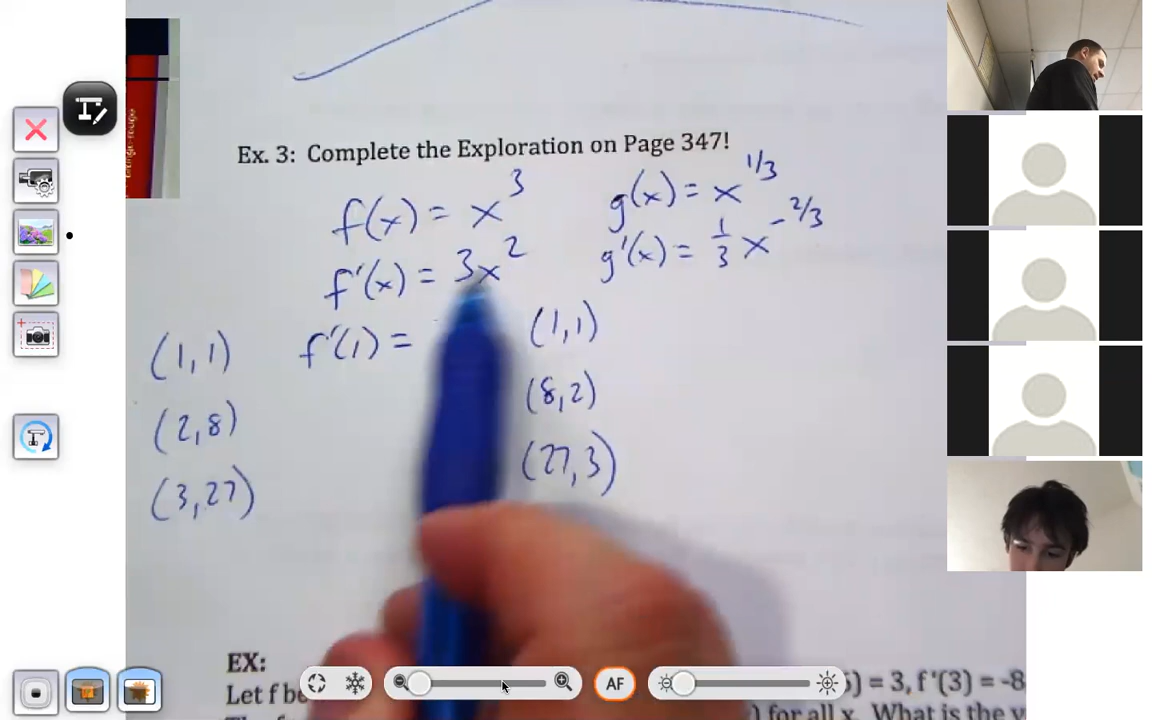 Ex. 3: Complete the Exploration on Page 347!
f(x) = x^3
g(x) = x^1/3
f'(x) = 3x^2
g'(x) = 1/3 x^-2/3
(1,1)
f'(1) =
(1,1)
(2,8)
(8,2)
(3,27)
(27,3)
EX:
Let f be
) = 3, f'(3) = -8
) for all x. What is the v
AF